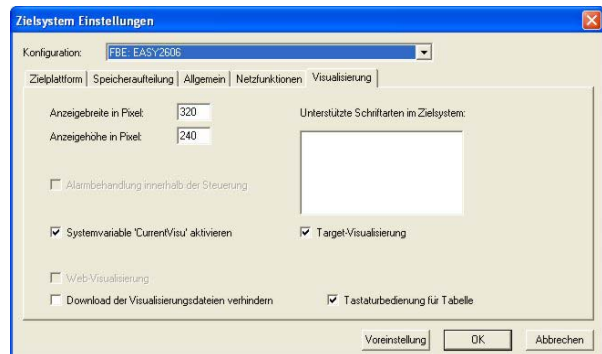 Zielsystem Einstellungen
Konfiguration: FBE: EASY2606
Zielplattform Speicheraufteilung Allgemein Netzfunktionen Visualisierung
Anzeigebreite in Pixel: 320
Unterstützte Schriftarten im Zielsystem:
Anzeigehöhe in Pixel: 240
Alarmbehandlung innerhalb der Steuerung
Systemvariable 'CurrentVisu' aktivieren
Target-Visualisierung
Web-Visualisierung
Download der Visualisierungsdateien verhindern
Tastaturbedienung für Tabelle
Voreinstellung OK Abbrechen